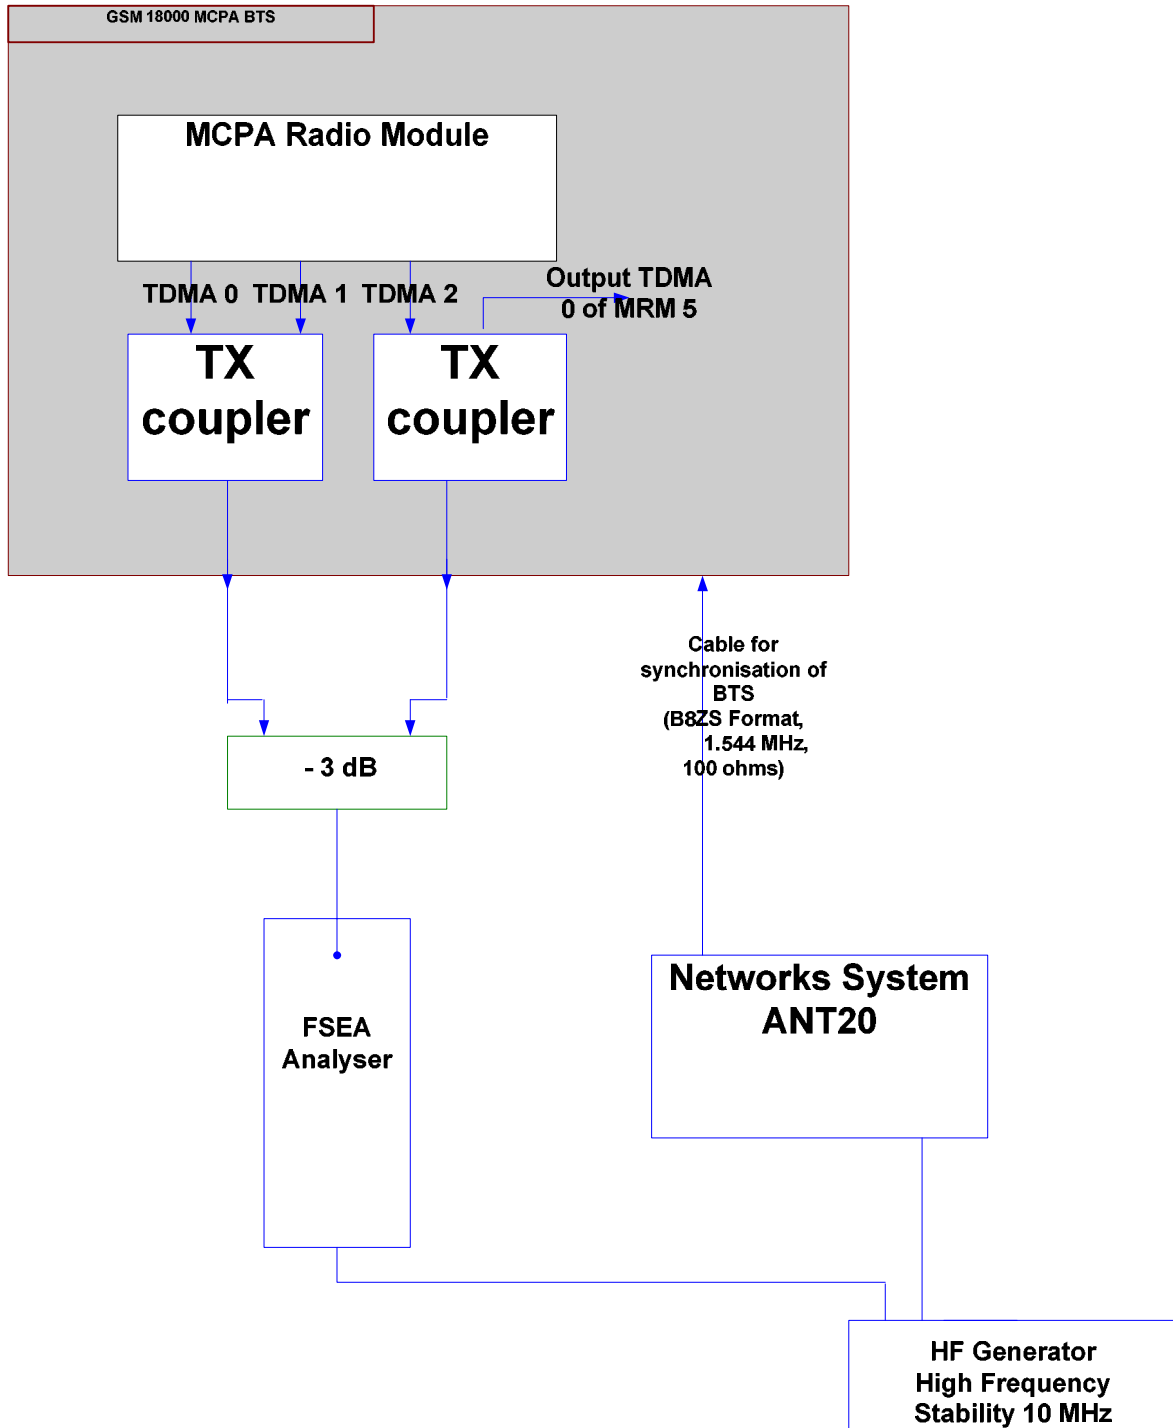 GSM 18000 MCPA BTS
MCPA Radio Module
TDMA 0 TDMA 1 TDMA 2
Output TDMA
0 of MRM 5
TX
coupler
TX
coupler
Cable for
synchronisation of
BTS
(B8ZS Format,
1.544 MHz,
100 ohms)
- 3 dB
FSEA
Analyser
Networks System
ANT20
HF Generator
High Frequency
Stability 10 MHz